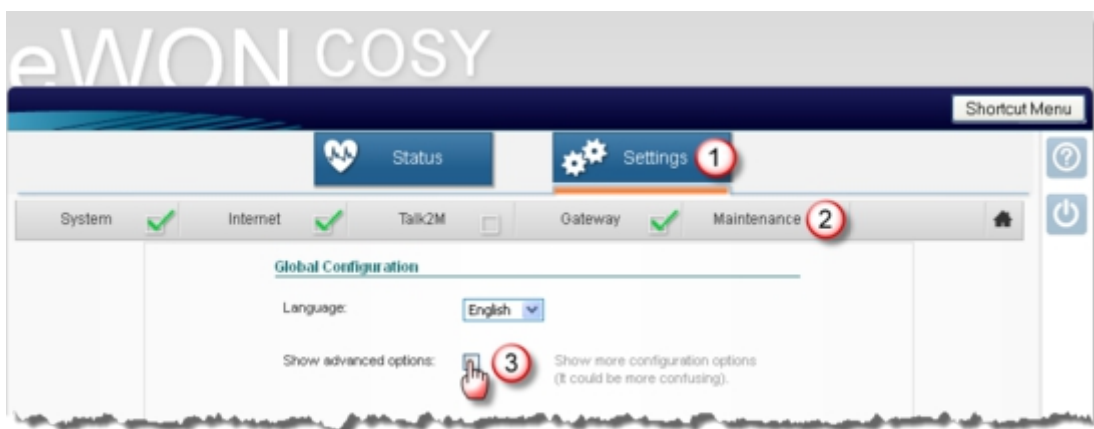 eWON COSY
Shortcut Menu
Status
Settings 1
System
Internet
Talk2M
Gateway
Maintenance 2
Global Configuration
Language:
English
Show advanced options:
3
Show more configuration options
(It could be more confusing).